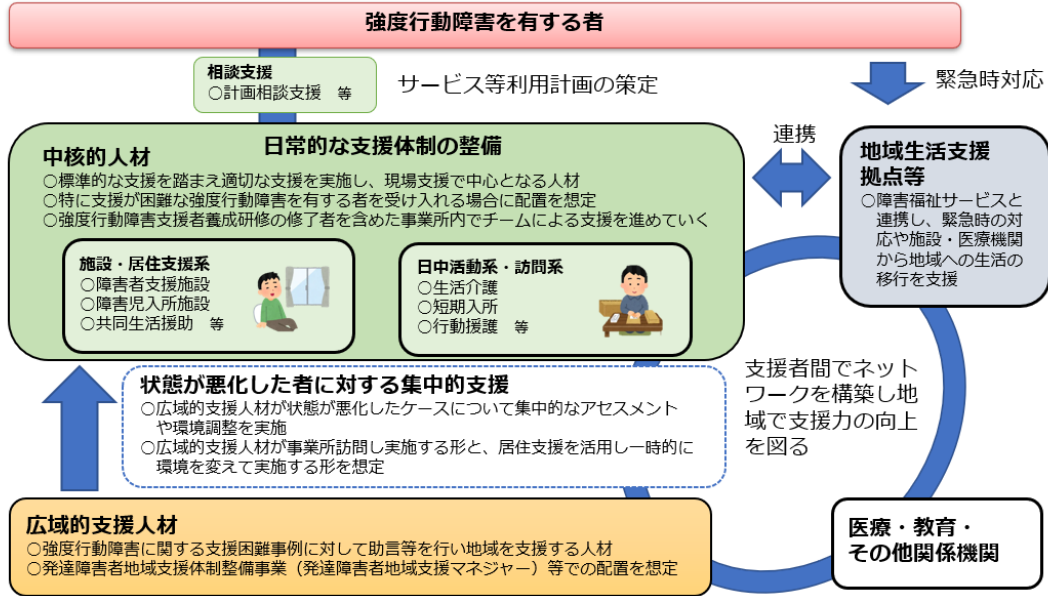 強度行動障害を有する者
相談支援
○計画相談支援　等
サービス等利用計画の策定
緊急時対応
日常的な支援体制の整備
中核的人材
○標準的な支援を踏まえ適切な支援を実施し、現場支援で中心となる人材
○特に支援が困難な強度行動障害を有する者を受け入れる場合に配置を想定
○強度行動障害支援者養成研修の修了者を含めた事業所内でチームによる支援を進めていく
施設・居住支援系
○障害者支援施設
○障害児入所施設
○共同生活援助　等
日中活動系・訪問系
○生活介護
○短期入所
○行動援護　等
連携
地域生活支援
拠点等
○障害福祉サービスと
連携し、緊急時の対
応や施設・医療機関
から地域への生活の
移行を支援
状態が悪化した者に対する集中的支援
○広域的支援人材が状態が悪化したケースについて集中的なアセスメント
や環境調整を実施
○広域的支援人材が事業所訪問し実施する形と、居住支援を活用し一時的に
環境を変えて実施する形を想定
支援者間でネット
ワークを構築し地
域で支援力の向上
を図る
広域的支援人材
○強度行動障害に関する支援困難事例に対して助言等を行い地域を支援する人材
○発達障害者地域支援体制整備事業（発達障害者地域支援マネジャー）等での配置を想定
医療・教育・
その他関係機関